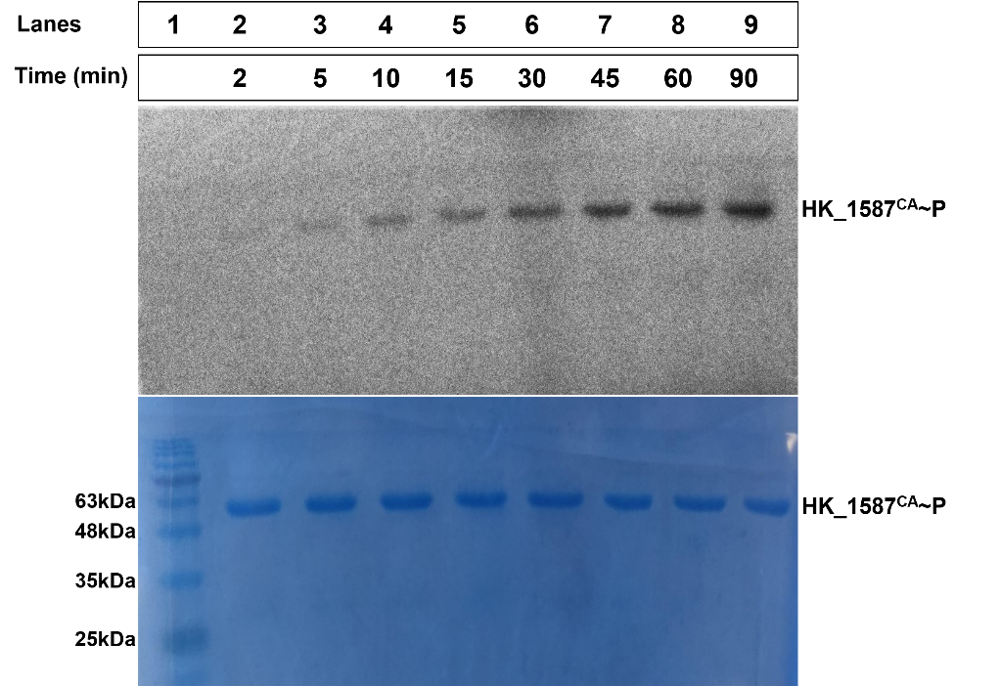 Lanes 1 2 3 4 5 6 7 8 9
Time (min) 2 5 10 15 30 45 60 90
HK_1587ᶜᴬ~P
63kDa
HK_1587ᶜᴬ~P
48kDa
35kDa
25kDa